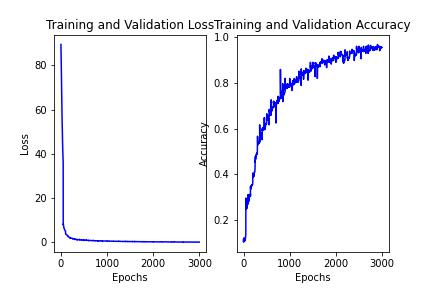 Training and Validation Loss
80
60
40
20
0
Loss
0 1000 2000 3000
Epochs
Training and Validation Accuracy
1.0
0.8
0.6
0.4
0.2
Accuracy
0 1000 2000 3000
Epochs